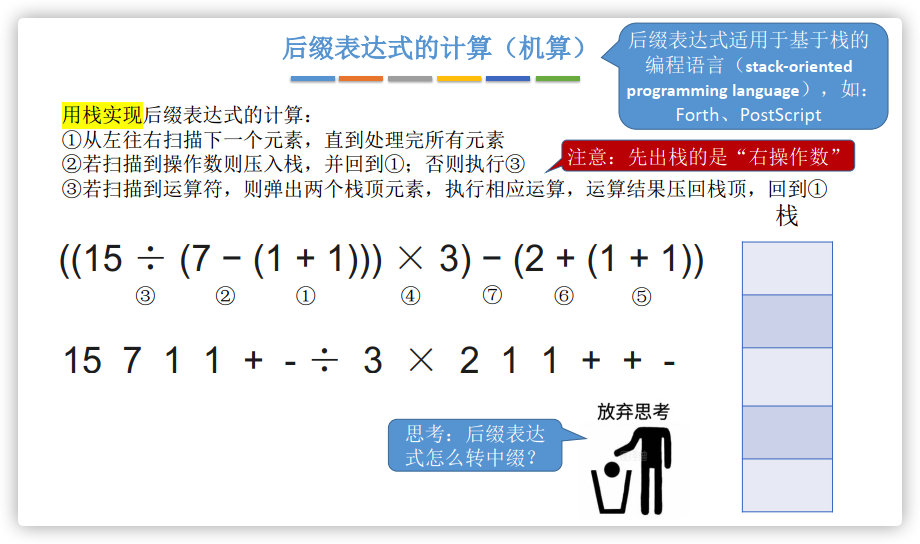 后缀表达式的计算（机算）
后缀表达式适用于基于栈的
编程语言（stack-oriented
programming language），如：
Forth、PostScript
用栈实现后缀表达式的计算：
①从左往右扫描下一个元素，直到处理完所有元素
②若扫描到操作数则压入栈，并回到①；否则执行③
注意：先出栈的是“右操作数”
③若扫描到运算符，则弹出两个栈顶元素，执行相应运算，运算结果压回栈顶，回到①
栈
((15 ÷ (7 − (1 + 1))) × 3) − (2 + (1 + 1))
③ ② ① ④ ⑦ ⑥ ⑤
15 7 1 1 + - ÷ 3 × 2 1 1 + + -
放弃思考
思考：后缀表达
式怎么转中缀？